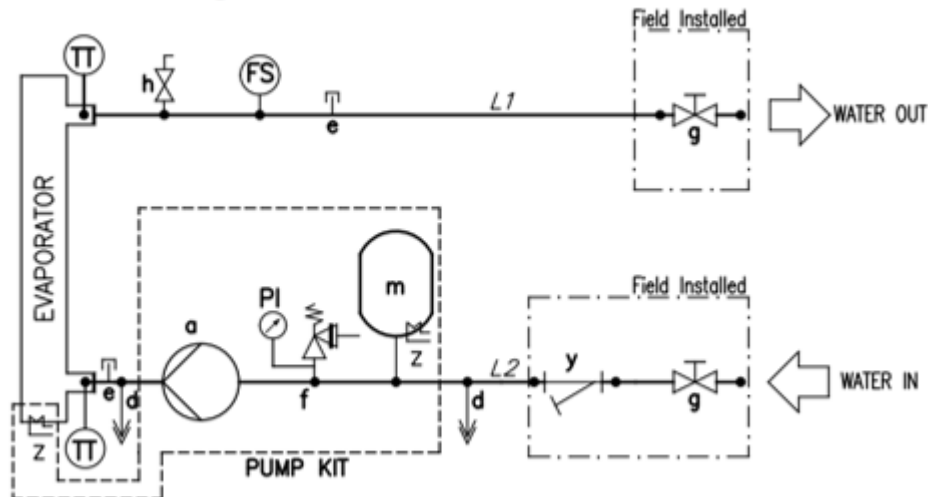 Field Installed
TT
h
FS
e
L1
g
WATER OUT
EVAPORATOR
m
PI
a
Z
Field Installed
y
L2
WATER IN
e
d
f
d
g
Z
TT
PUMP KIT